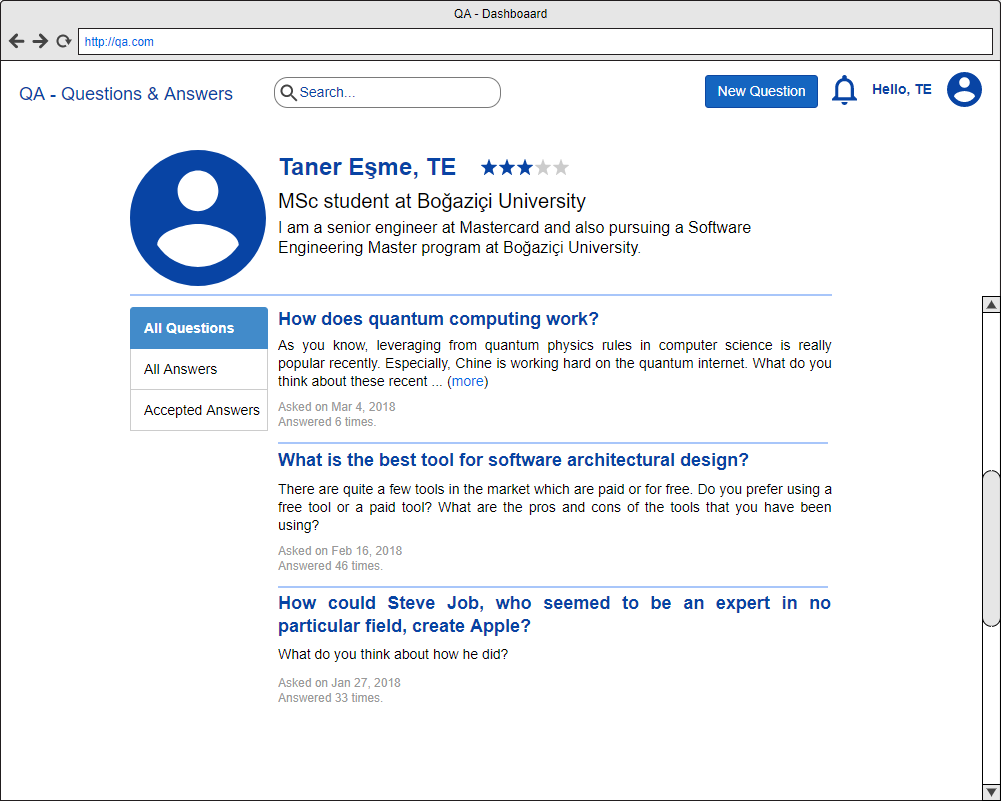 QA - Dashboaard
http://qa.com
QA - Questions & Answers
Search...
New Question
Hello, TE
Taner Eşme, TE
MSc student at Boğaziçi University
I am a senior engineer at Mastercard and also pursuing a Software
Engineering Master program at Boğaziçi University.
All Questions
All Answers
Accepted Answers
How does quantum computing work?
As you know, leveraging from quantum physics rules in computer science is really
popular recently. Especially, Chine is working hard on the quantum internet. What do you
think about these recent ... (more)
Asked on Mar 4, 2018
Answered 6 times.
What is the best tool for software architectural design?
There are quite a few tools in the market which are paid or for free. Do you prefer using a
free tool or a paid tool? What are the pros and cons of the tools that you have been
using?
Asked on Feb 16, 2018
Answered 46 times.
How could Steve Job, who seemed to be an expert in no
particular field, create Apple?
What do you think about how he did?
Asked on Jan 27, 2018
Answered 33 times.